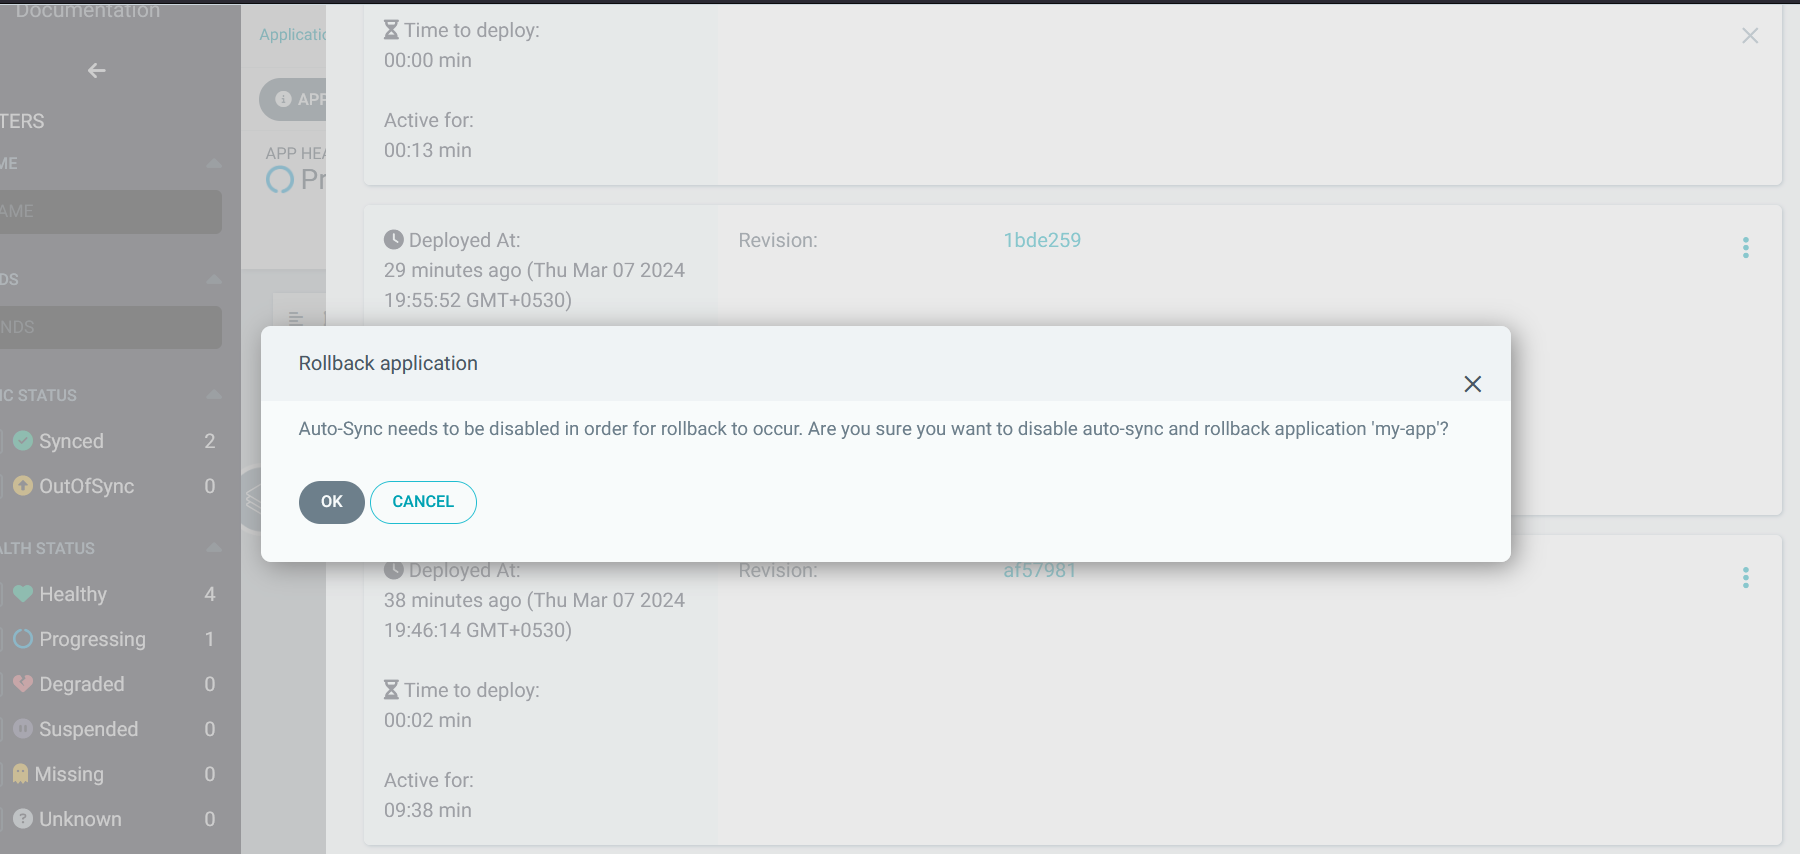 Documentation
TERS
ME
AME
DS
NDS
C STATUS
Synced 2
OutOfSync 0
ALTH STATUS
Healthy 4
Progressing 1
Degraded 0
Suspended 0
Missing 0
Unknown 0
Applicatio
APP
APP HEA
Pr
Time to deploy:
00:00 min
Active for:
00:13 min
Deployed At:
29 minutes ago (Thu Mar 07 2024
19:55:52 GMT+0530)
Revision: 1bde259
Rollback application
Auto-Sync needs to be disabled in order for rollback to occur. Are you sure you want to disable auto-sync and rollback application 'my-app'?
OK CANCEL
Deployed At:
38 minutes ago (Thu Mar 07 2024
19:46:14 GMT+0530)
Revision: af57981
Time to deploy:
00:02 min
Active for:
09:38 min